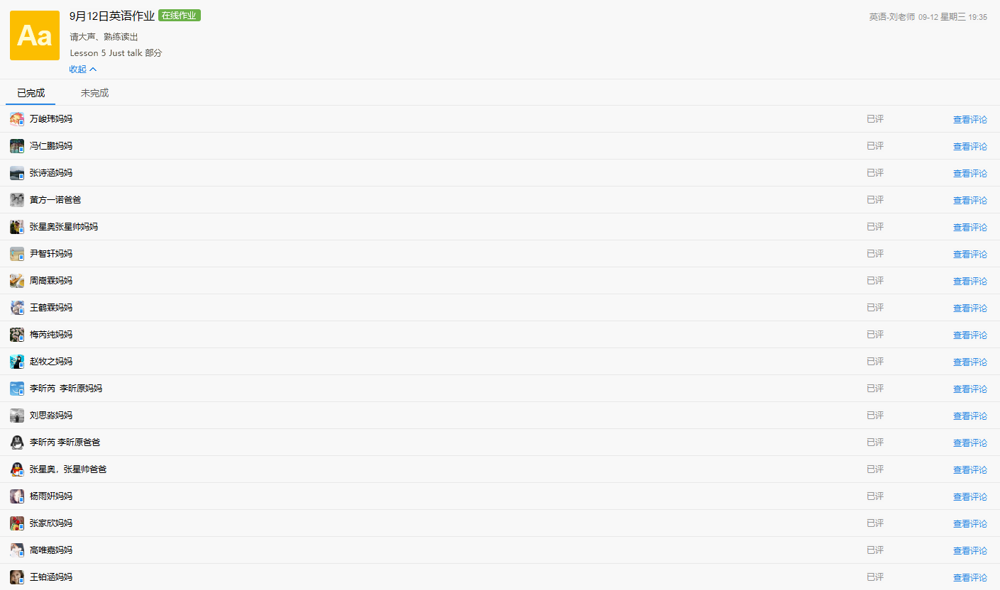 Aa
9月12日英语作业 在线作业
英语-刘老师 09-12 星期三 19:35
请大声、熟练读出
Lesson 5 Just talk 部分
收起
已完成 未完成
万峻玮妈妈 已评 查看评论
冯仁鹏妈妈 已评 查看评论
张诗涵妈妈 已评 查看评论
黄方一诺爸爸 已评 查看评论
张星奥张星帅妈妈 已评 查看评论
尹智轩妈妈 已评 查看评论
周嵩霖妈妈 已评 查看评论
王鹤霖妈妈 已评 查看评论
梅芮纯妈妈 已评 查看评论
赵牧之妈妈 已评 查看评论
李昕芮 李昕原妈妈 已评 查看评论
刘思淼妈妈 已评 查看评论
李昕芮 李昕原爸爸 已评 查看评论
张星奥，张星帅爸爸 已评 查看评论
杨雨妍妈妈 已评 查看评论
张家欣妈妈 已评 查看评论
高唯嘉妈妈 已评 查看评论
王铂涵妈妈 已评 查看评论